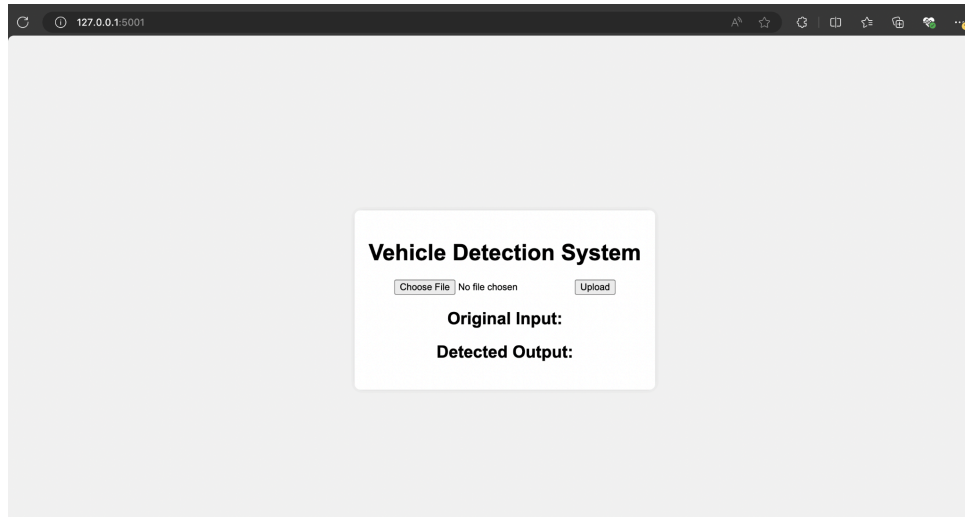 127.0.0.1:5001
Vehicle Detection System
Choose File No file chosen Upload
Original Input:
Detected Output: